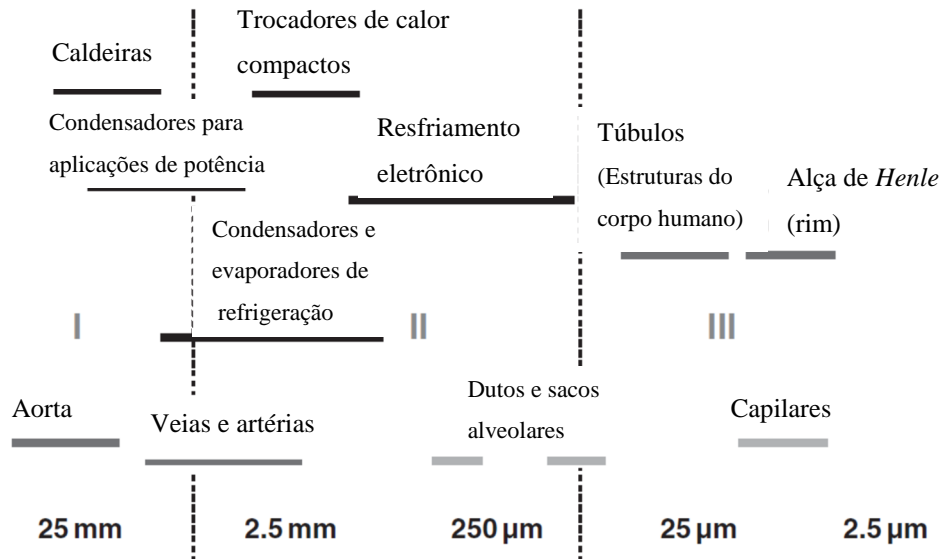 Trocadores de calor
compactos
Caldeiras
Condensadores para
aplicações de potência
Resfriamento
eletrônico
Túbulos
(Estruturas do
corpo humano)
Alça de Henle
(rim)
Condensadores e
evaporadores de
refrigeração
I
II
III
Aorta
Veias e artérias
Dutos e sacos
alveolares
Capilares
25 mm
2.5 mm
250 µm
25 µm
2.5 µm